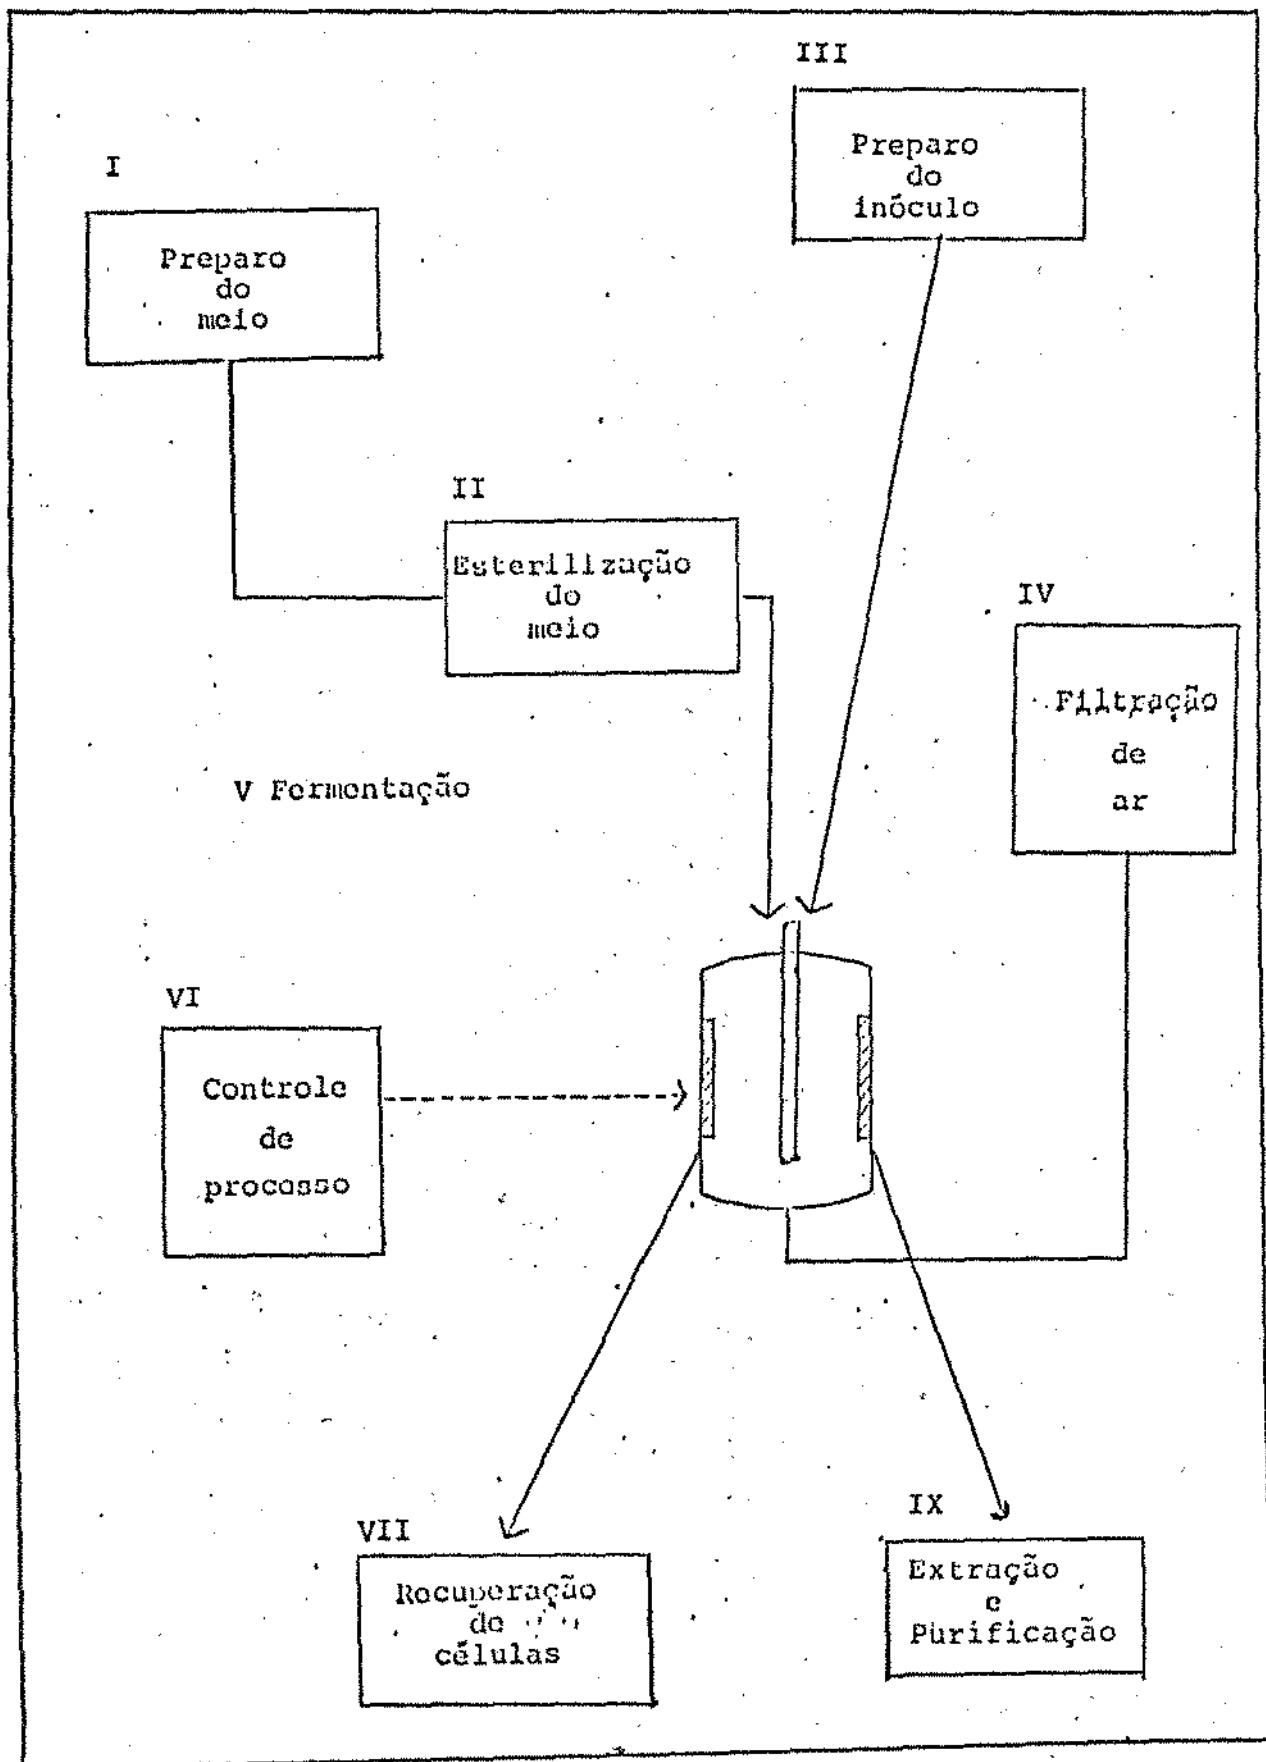 III
Preparo
do
inóculo
I
Preparo
do
meio
II
Esterilização
do
meio
IV
Filtração
de
ar
V Fermentação
VI
Controle
de
processo
VII
Recuperação
de
células
IX
Extração
e
Purificação